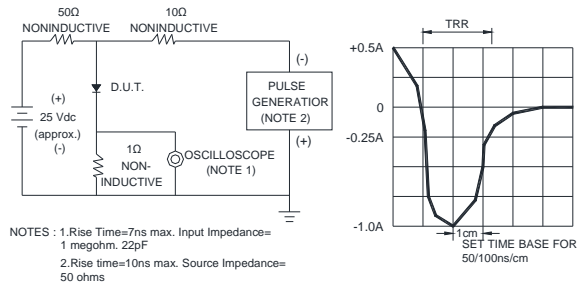 50Ω
NONINDUCTIVE
10Ω
NONINDUCTIVE
TRR
+0.5A
(-)
D.U.T.
PULSE
GENERATIOR
(NOTE 2)
(+)
25 Vdc
(approx.)
(-)
(+)
1Ω
NON-
INDUCTIVE
OSCILLOSCOPE
(NOTE 1)
0
-0.25A
-1.0A
1cm
SET TIME BASE FOR
50/100ns/cm
NOTES : 1.Rise Time=7ns max. Input Impedance=
1 megohm. 22pF
2.Rise time=10ns max. Source Impedance=
50 ohms